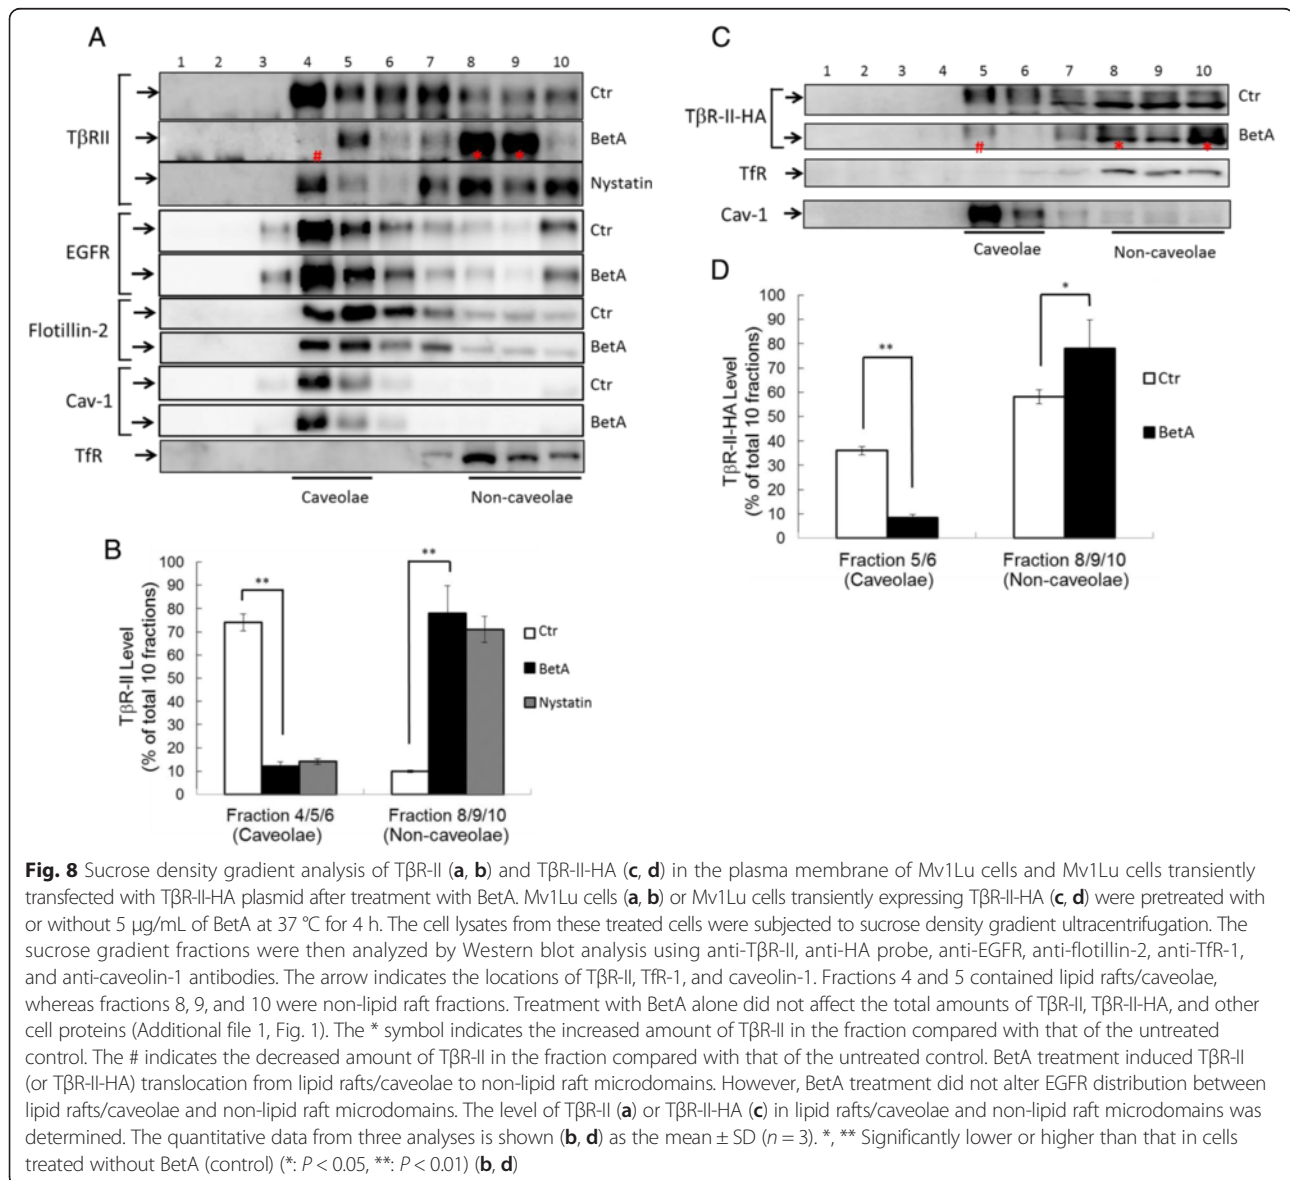 A
1 2 3 4 5 6 7 8 9 10
TβRII
Ctr
BetA
#
*
*
Nystatin
EGFR
Ctr
BetA
Flotillin-2
Ctr
BetA
Cav-1
Ctr
BetA
TfR
Caveolae Non-caveolae
B
TβR-II Level
(% of total 10 fractions)
100
90
80
70
60
50
40
30
20
10
0
**
**
Ctr
BetA
Nystatin
Fraction 4/5/6 Fraction 8/9/10
(Caveolae) (Non-caveolae)
C
1 2 3 4 5 6 7 8 9 10
TβR-II-HA
Ctr
BetA
#
*
*
TfR
Cav-1
Caveolae Non-caveolae
D
TβR-II-HA Level
(% of total 10 fractions)
100
90
80
70
60
50
40
30
20
10
0
**
*
Ctr
BetA
Fraction 5/6 Fraction 8/9/10
(Caveolae) (Non-caveolae)
Fig. 8 Sucrose density gradient analysis of TβR-II (a, b) and TβR-II-HA (c, d) in the plasma membrane of Mv1Lu cells and Mv1Lu cells transiently
transfected with TβR-II-HA plasmid after treatment with BetA. Mv1Lu cells (a, b) or Mv1Lu cells transiently expressing TβR-II-HA (c, d) were pretreated with
or without 5 μg/mL of BetA at 37 °C for 4 h. The cell lysates from these treated cells were subjected to sucrose density gradient ultracentrifugation. The
sucrose gradient fractions were then analyzed by Western blot analysis using anti-TβR-II, anti-HA probe, anti-EGFR, anti-flotillin-2, anti-TfR-1,
and anti-caveolin-1 antibodies. The arrow indicates the locations of TβR-II, TfR-1, and caveolin-1. Fractions 4 and 5 contained lipid rafts/caveolae,
whereas fractions 8, 9, and 10 were non-lipid raft fractions. Treatment with BetA alone did not affect the total amounts of TβR-II, TβR-II-HA, and other
cell proteins (Additional file 1, Fig. 1). The * symbol indicates the increased amount of TβR-II in the fraction compared with that of the untreated
control. The # indicates the decreased amount of TβR-II in the fraction compared with that of the untreated control. BetA treatment induced TβR-II
(or TβR-II-HA) translocation from lipid rafts/caveolae to non-lipid raft microdomains. However, BetA treatment did not alter EGFR distribution between
lipid rafts/caveolae and non-lipid raft microdomains. The level of TβR-II (a) or TβR-II-HA (c) in lipid rafts/caveolae and non-lipid raft microdomains was
determined. The quantitative data from three analyses is shown (b, d) as the mean ± SD (n = 3). *, ** Significantly lower or higher than that in cells
treated without BetA (control) (*: P < 0.05, **: P < 0.01) (b, d)